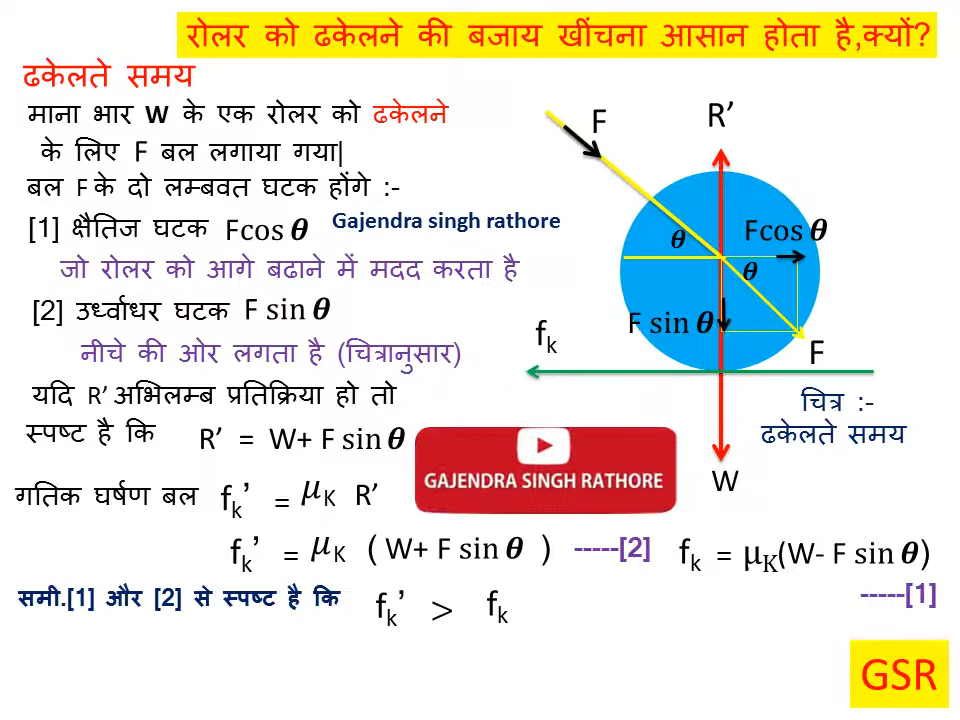 रोलर को ढकेलने की बजाय खींचना आसान होता है,क्यों?
ढकेलते समय
माना भार W के एक रोलर को ढकेलने
के लिए F बल लगाया गया|
बल F के दो लम्बवत घटक होंगे :-
[1] क्षैतिज घटक Fcos θ
Gajendra singh rathore
जो रोलर को आगे बढाने में मदद करता है
[2] उर्ध्वाधर घटक F sin θ
नीचे की ओर लगता है (चित्रानुसार)
यदि R’ अभिलम्ब प्रतिक्रिया हो तो
स्पष्ट है कि R’ = W+ F sin θ
गतिक घर्षण बल fk’ = μK R’
fk’ = μK ( W+ F sin θ ) -----[2]
समी.[1] और [2] से स्पष्ट है कि fk’ > fk
F
R’
Fcos θ
θ
θ
F sin θ
fk
F
चित्र :-
ढकेलते समय
W
GAJENDRA SINGH RATHORE
fk = μK(W- F sin θ)
-----[1]
GSR